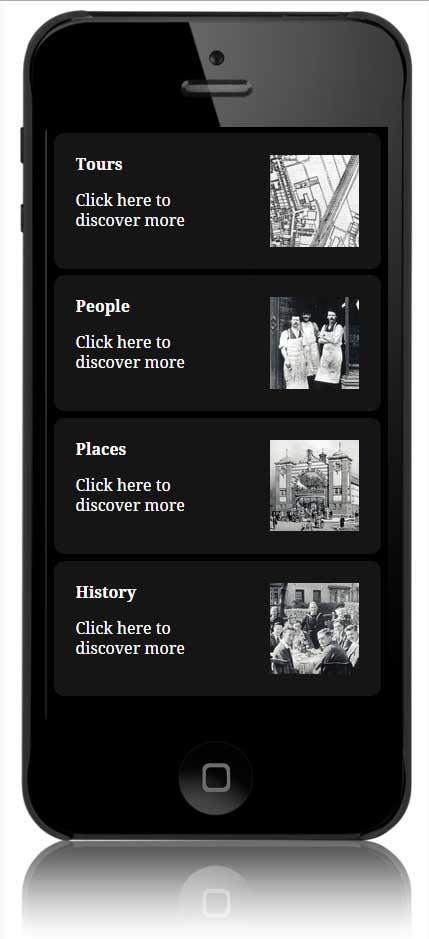 Tours
Click here to
discover more
People
Click here to
discover more
Places
Click here to
discover more
History
Click here to
discover more